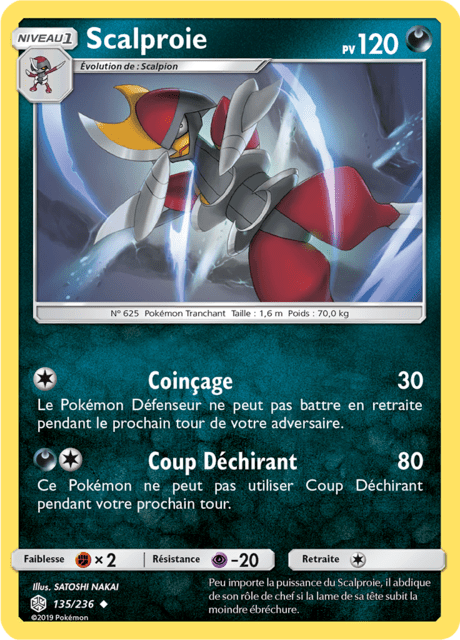 NIVEAU 1
Scalproie
PV 120
Évolution de : Scalpion
N° 625 Pokémon Tranchant Taille : 1,6 m Poids : 70,0 kg
Coinçage 30
Le Pokémon Défenseur ne peut pas battre en retraite
pendant le prochain tour de votre adversaire.
Coup Déchirant 80
Ce Pokémon ne peut pas utiliser Coup Déchirant
pendant votre prochain tour.
Faiblesse × 2 Résistance -20 Retraite
Illus. SATOSHI NAKAI
135/236
©2019 Pokémon
Peu importe la puissance du Scalproie, il abdique
de son rôle de chef si la lame de sa tête subit la
moindre ébréchure.